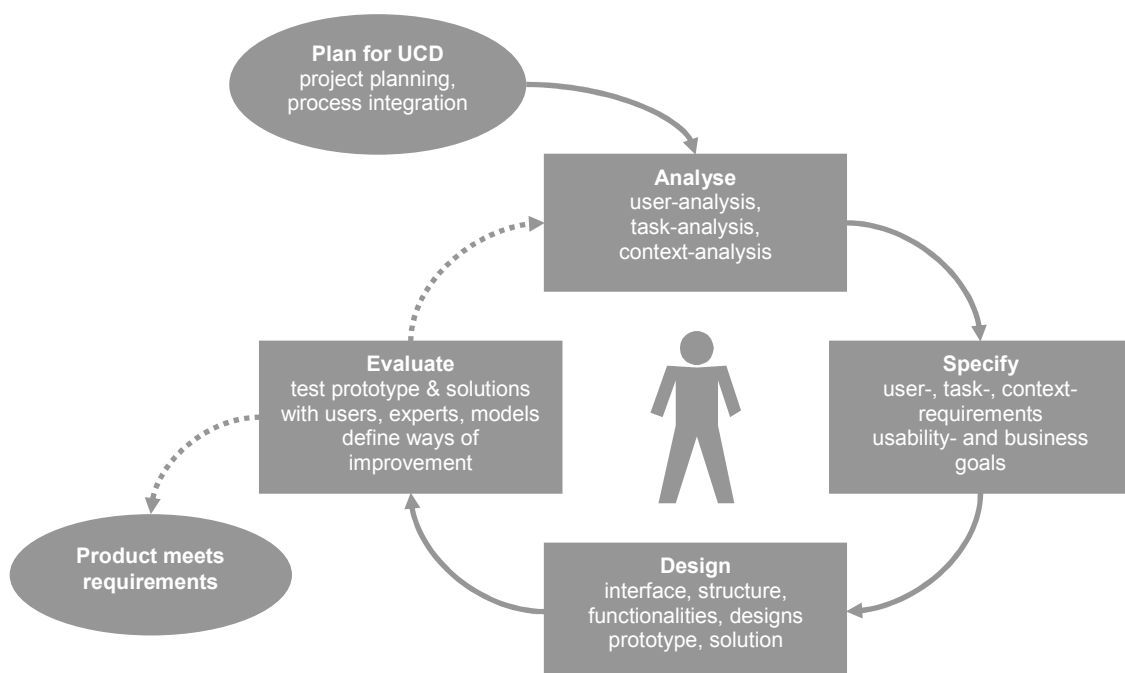 Plan for UCD
project planning,
process integration
Analyse
user-analysis,
task-analysis,
context-analysis
Evaluate
test prototype & solutions
with users, experts, models
define ways of
improvement
Specify
user-, task-, context-
requirements
usability- and business
goals
Product meets
requirements
Design
interface, structure,
functionalities, designs
prototype, solution